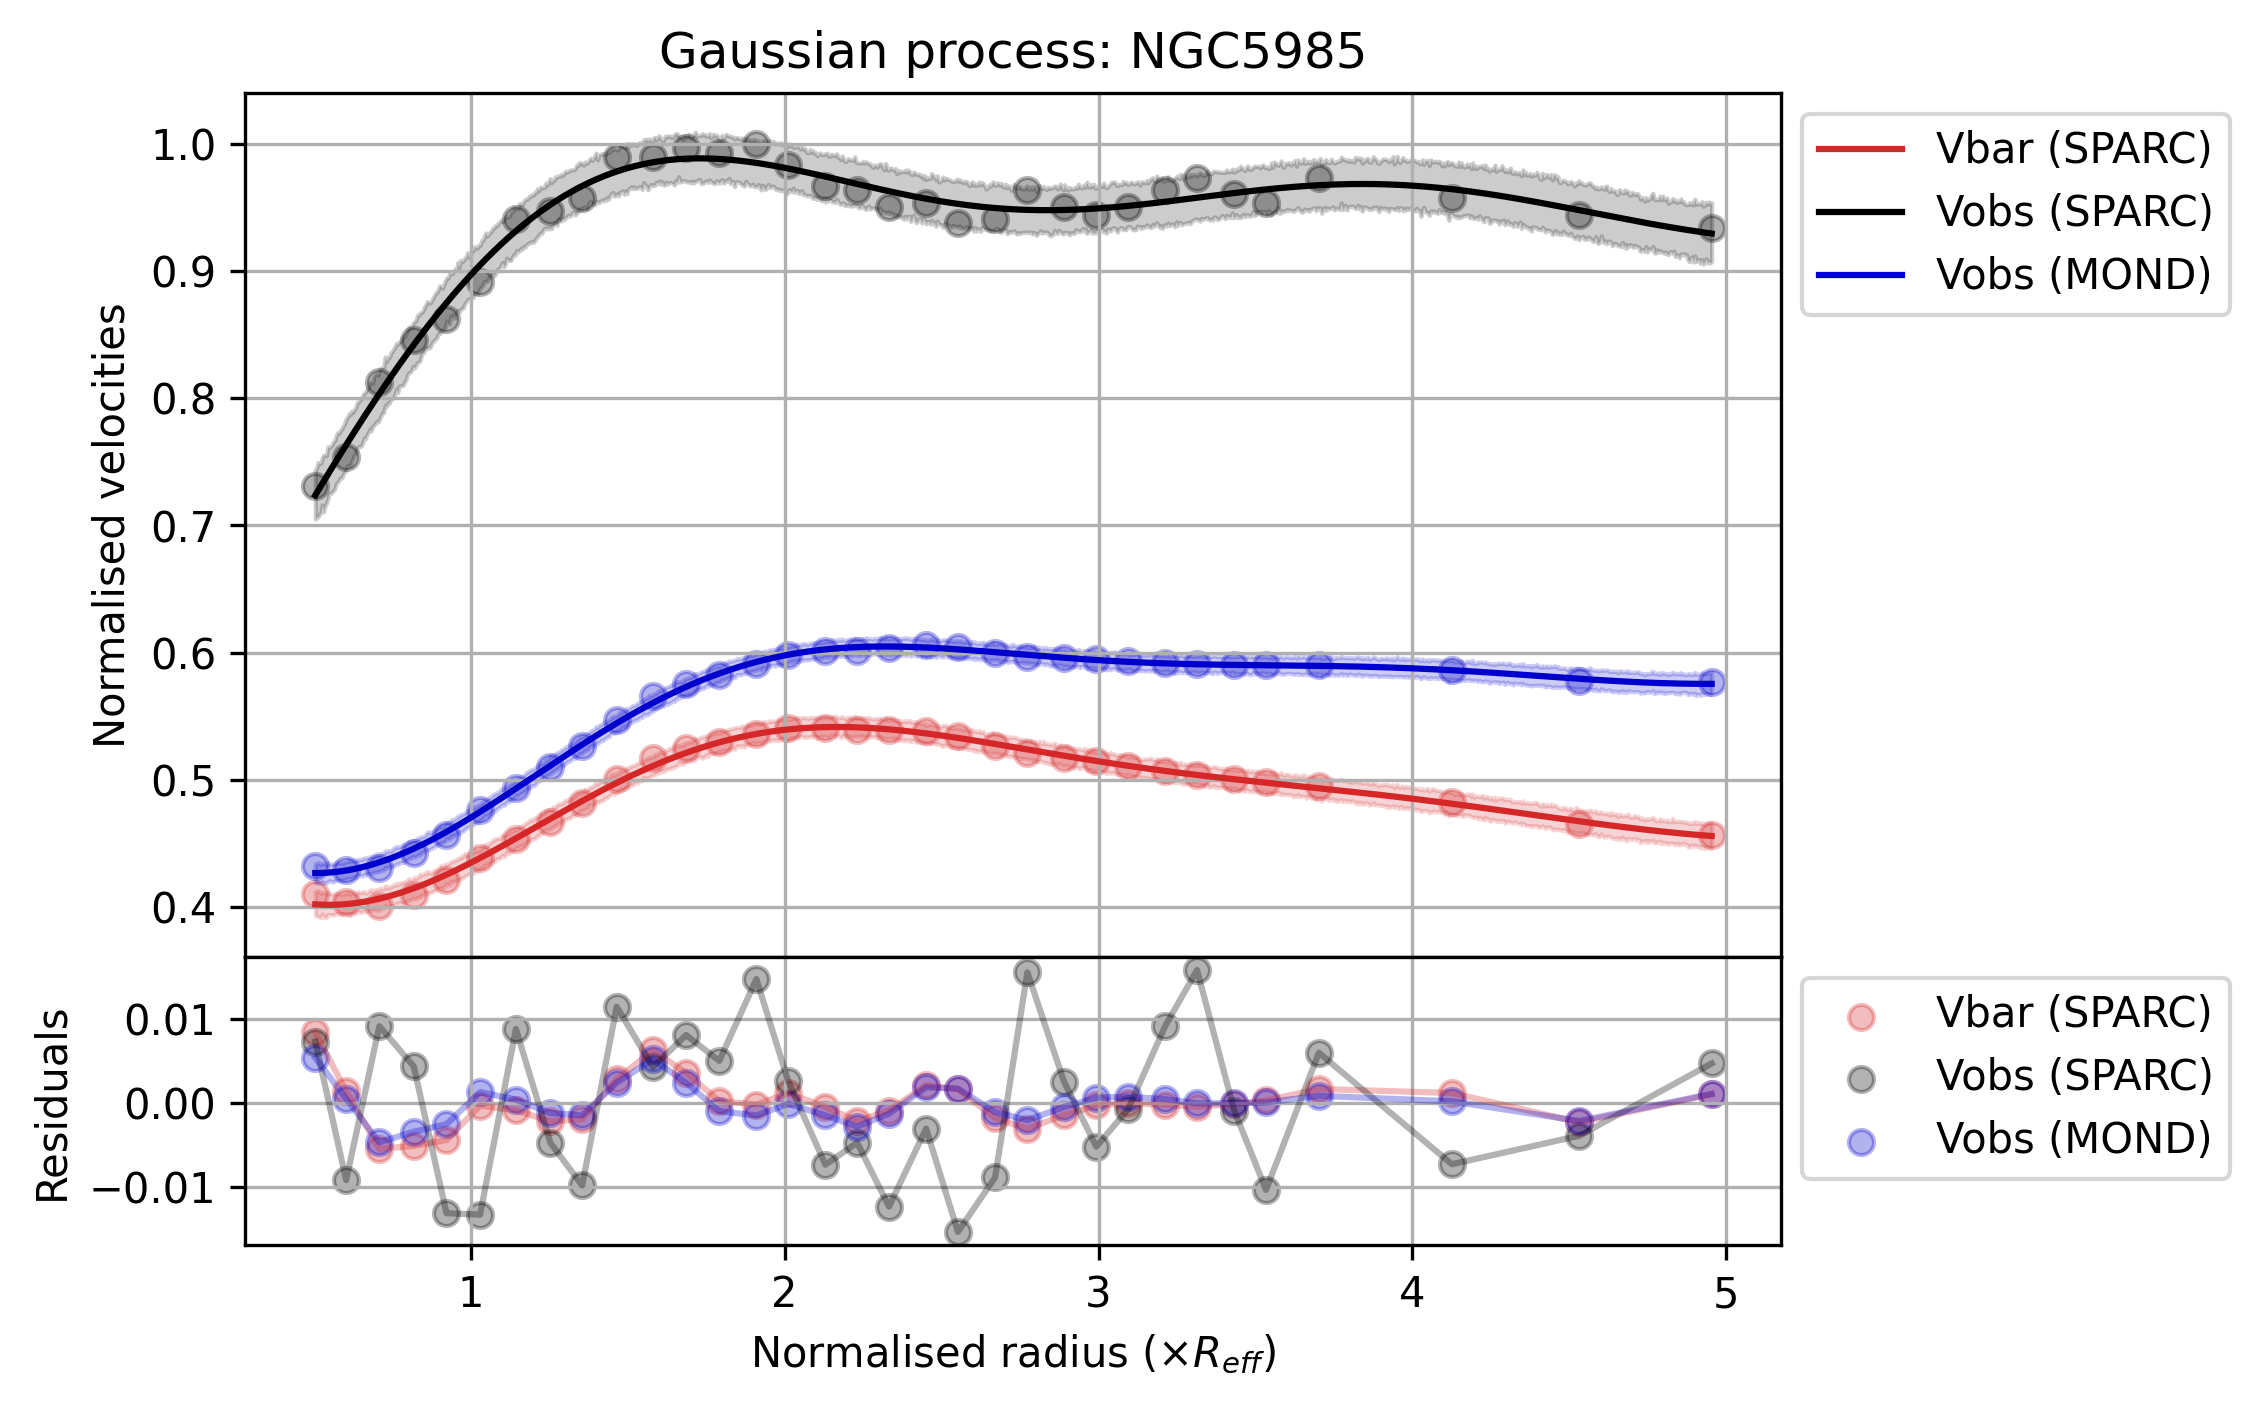 Gaussian process: NGC5985
Normalised velocities
1.0
0.9
0.8
0.7
0.6
0.5
0.4
Vbar (SPARC)
Vobs (SPARC)
Vobs (MOND)
Residuals
0.01
0.00
−0.01
Vbar (SPARC)
Vobs (SPARC)
Vobs (MOND)
1 2 3 4 5
Normalised radius (×R_eff)